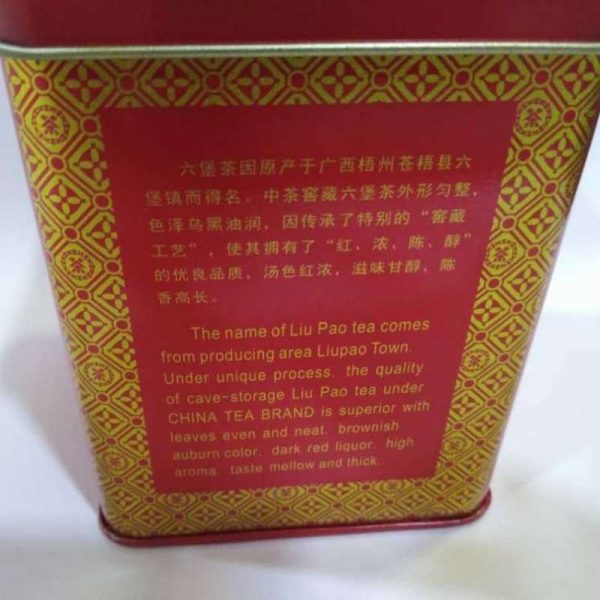 六堡茶因原产于广西梧州苍梧县六
堡镇而得名。中茶窖藏六堡茶外形匀整，
色泽乌黑油润，因传承了特别的“窖藏
工艺”，使其拥有了“红、浓、陈、醇”
的优良品质，汤色红浓，滋味甘醇，陈
香高长。
The name of Liu Pao tea comes
from producing area Liupao Town.
Under unique process. the quality
of cave-storage Liu Pao tea under
CHINA TEA BRAND is superior with
leaves even and neat. brownish
auburn color. dark red liquor. high
aroma. taste mellow and thick.